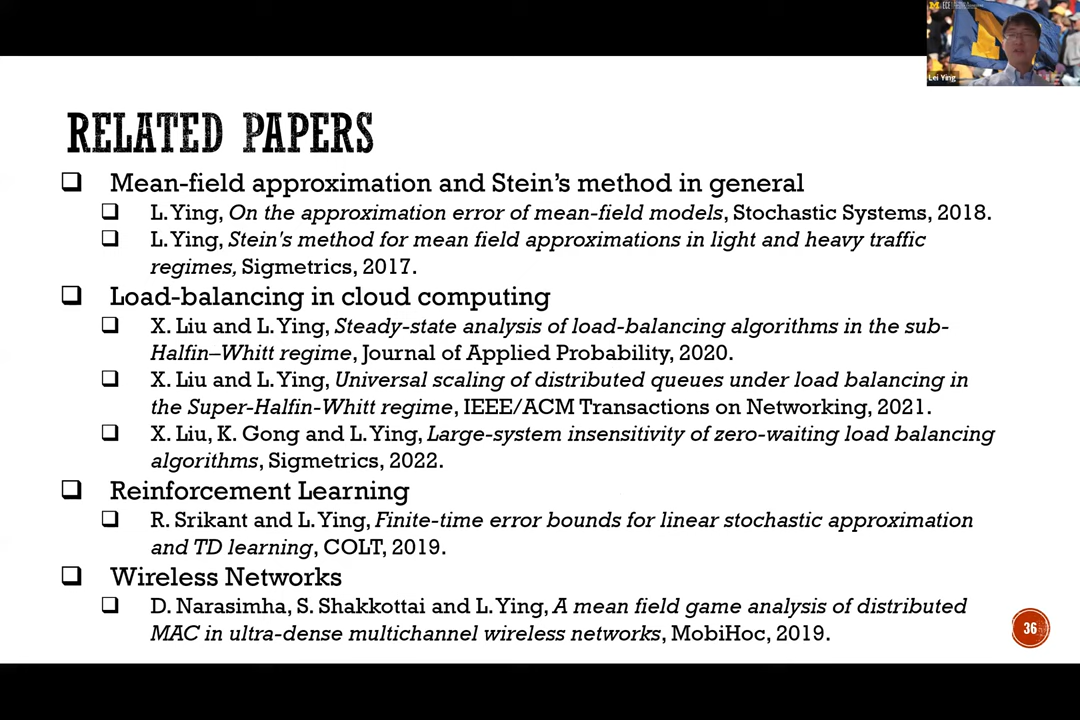 M ECE
Lei Ying
RELATED PAPERS
❑ Mean-field approximation and Stein’s method in general
❑ L. Ying, On the approximation error of mean-field models, Stochastic Systems, 2018.
❑ L. Ying, Stein's method for mean field approximations in light and heavy traffic
regimes, Sigmetrics, 2017.
❑ Load-balancing in cloud computing
❑ X. Liu and L. Ying, Steady-state analysis of load-balancing algorithms in the sub-
Halfin–Whitt regime, Journal of Applied Probability, 2020.
❑ X. Liu and L. Ying, Universal scaling of distributed queues under load balancing in
the Super-Halfin-Whitt regime, IEEE/ACM Transactions on Networking, 2021.
❑ X. Liu, K. Gong and L. Ying, Large-system insensitivity of zero-waiting load balancing
algorithms, Sigmetrics, 2022.
❑ Reinforcement Learning
❑ R. Srikant and L. Ying, Finite-time error bounds for linear stochastic approximation
and TD learning, COLT, 2019.
❑ Wireless Networks
❑ D. Narasimha, S. Shakkottai and L. Ying, A mean field game analysis of distributed
MAC in ultra-dense multichannel wireless networks, MobiHoc, 2019.
36